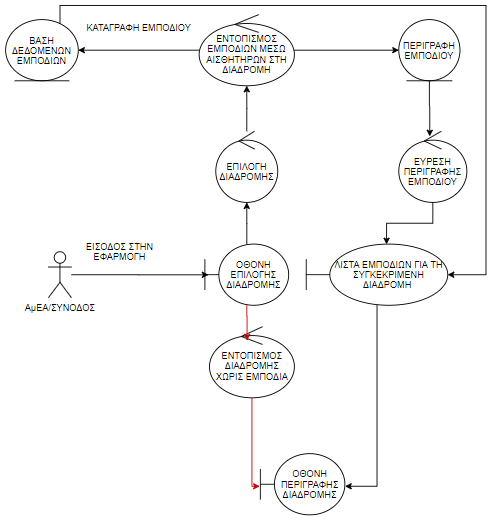 ΚΑΤΑΓΡΑΦΗ ΕΜΠΟΔΙΟΥ
ΒΑΣΗ
ΔΕΔΟΜΕΝΩΝ
ΕΜΠΟΔΙΩΝ
ΕΝΤΟΠΙΣΜΟΣ
ΕΜΠΟΔΙΩΝ ΜΕΣΩ
ΑΙΣΘΗΤΗΡΩΝ ΣΤΗ
ΔΙΑΔΡΟΜΗ
ΠΕΡΙΓΡΑΦΗ
ΕΜΠΟΔΙΟΥ
ΕΠΙΛΟΓΗ
ΔΙΑΔΡΟΜΗΣ
ΕΥΡΕΣΗ
ΠΕΡΙΓΡΑΦΗΣ
ΕΜΠΟΔΙΟΥ
ΕΙΣΟΔΟΣ ΣΤΗΝ
ΕΦΑΡΜΟΓΗ
ΑμΕΑ/ΣΥΝΟΔΟΣ
ΟΘΟΝΗ
ΕΠΙΛΟΓΗΣ
ΔΙΑΔΡΟΜΗΣ
ΛΙΣΤΑ ΕΜΠΟΔΙΩΝ ΓΙΑ ΤΗ
ΣΥΓΚΕΚΡΙΜΕΝΗ
ΔΙΑΔΡΟΜΗ
ΕΝΤΟΠΙΣΜΟΣ
ΔΙΑΔΡΟΜΗΣ
ΧΩΡΙΣ ΕΜΠΟΔΙΑ
ΟΘΟΝΗ
ΠΕΡΙΓΡΑΦΗΣ
ΔΙΑΔΡΟΜΗΣ